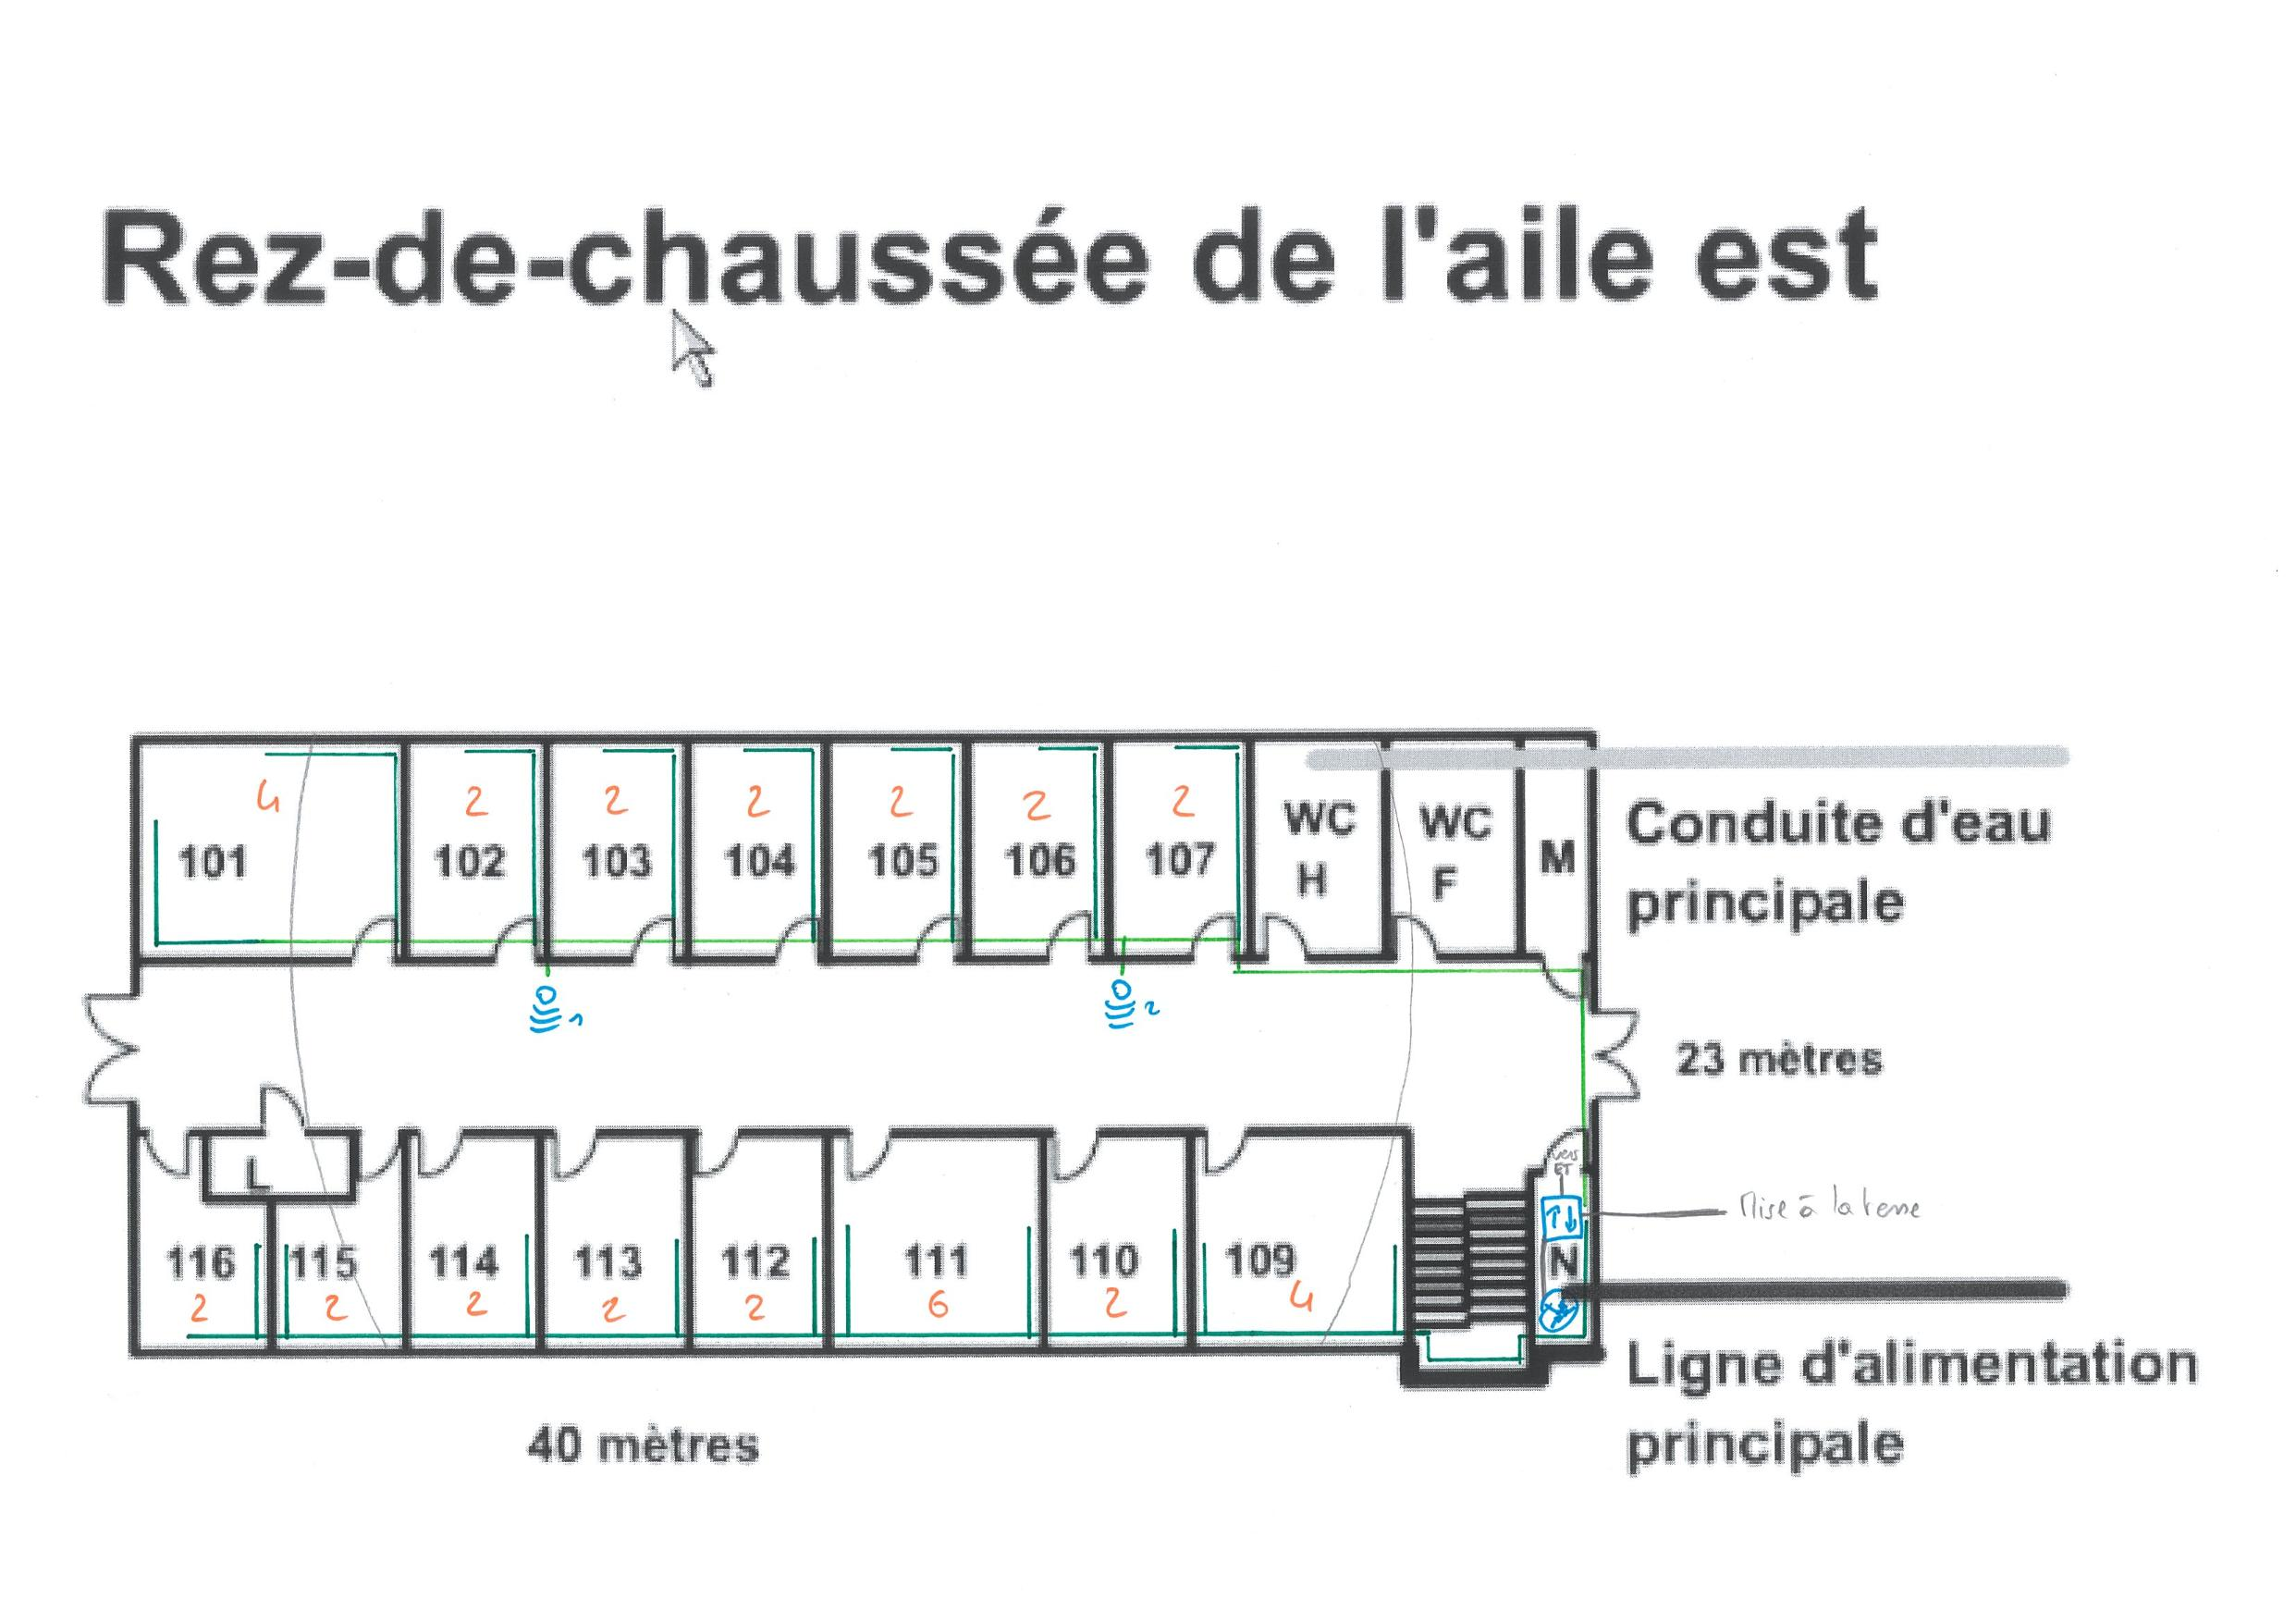 Rez-de-chaussée de l'aile est
4 2 2 2 2 2 2
101 102 103 104 105 106 107 WC H WC F M
Conduite d'eau
principale
1 2
23 mètres
L
vers
ET
Mise à la terre
116 115 114 113 112 111 110 109 N
2 2 2 2 2 6 2 4
Ligne d'alimentation
principale
40 mètres